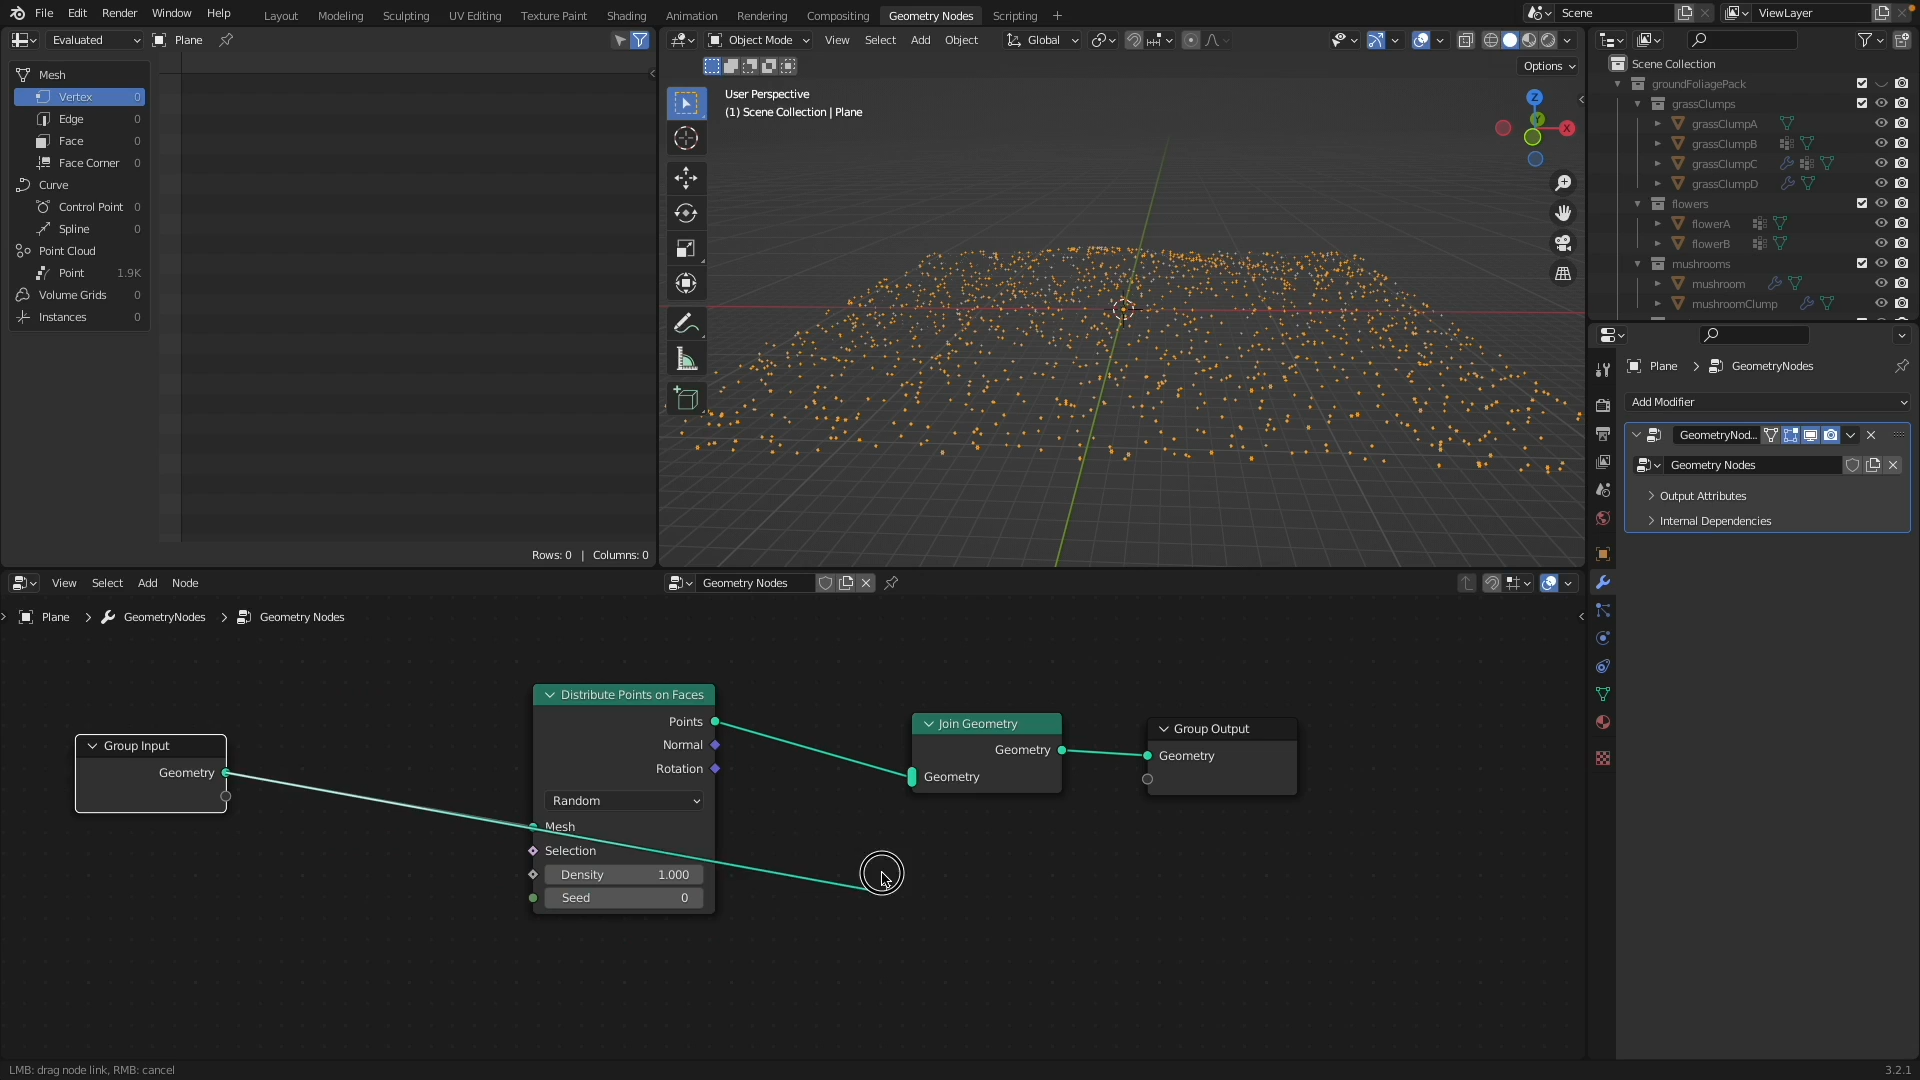 File Edit Render Window Help
Layout Modeling Sculpting UV Editing Texture Paint Shading Animation Rendering Compositing Geometry Nodes Scripting
Scene
ViewLayer
Evaluated
Plane
Mesh
Vertex 0
Edge 0
Face 0
Face Corner 0
Curve
Control Point 0
Spline 0
Point Cloud
Point 1.9K
Volume Grids 0
Instances 0
Rows: 0 | Columns: 0
Object Mode View Select Add Object Global
Options
User Perspective
(1) Scene Collection | Plane
Z
Y
X
Scene Collection
groundFoliagePack
grassClumps
grassClumpA
grassClumpB
grassClumpC
grassClumpD
flowers
flowerA
flowerB
mushrooms
mushroom
mushroomClump
Plane > GeometryNodes
Add Modifier
GeometryNod...
Geometry Nodes
Output Attributes
Internal Dependencies
View Select Add Node
Geometry Nodes
Plane > GeometryNodes > Geometry Nodes
Group Input
Geometry
Distribute Points on Faces
Points
Normal
Rotation
Random
Mesh
Selection
Density 1.000
Seed 0
Join Geometry
Geometry
Geometry
Group Output
Geometry
LMB: drag node link, RMB: cancel
3.2.1